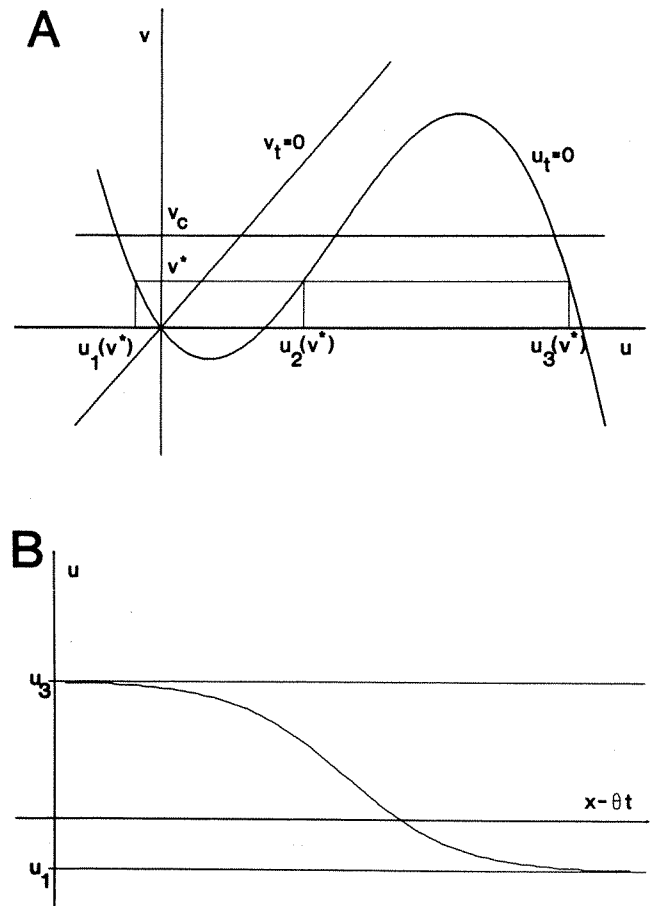 A
v
v_t=0
u_t=0
v_c
v*
u_1(v*) u_2(v*) u_3(v*) u
B
u
u_3
x-θt
u_1